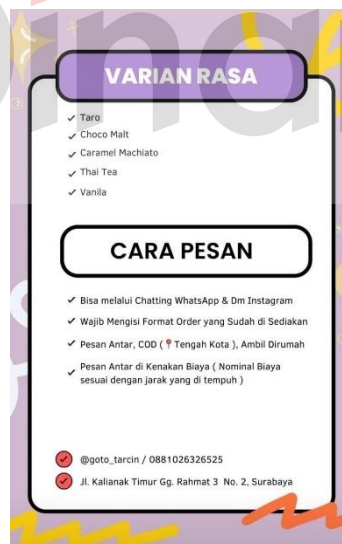 VARIAN RASA
Taro
Choco Malt
Caramel Machiato
Thai Tea
Vanila
CARA PESAN
Bisa melalui Chatting WhatsApp & Dm Instagram
Wajib Mengisi Format Order yang Sudah di Sediakan
Pesan Antar, COD (📍Tengah Kota ), Ambil Dirumah
Pesan Antar di Kenakan Biaya ( Nominal Biaya
sesuai dengan jarak yang di tempuh )
@goto_tarcin / 0881026326525
Jl. Kalianak Timur Gg. Rahmat 3 No. 2, Surabaya